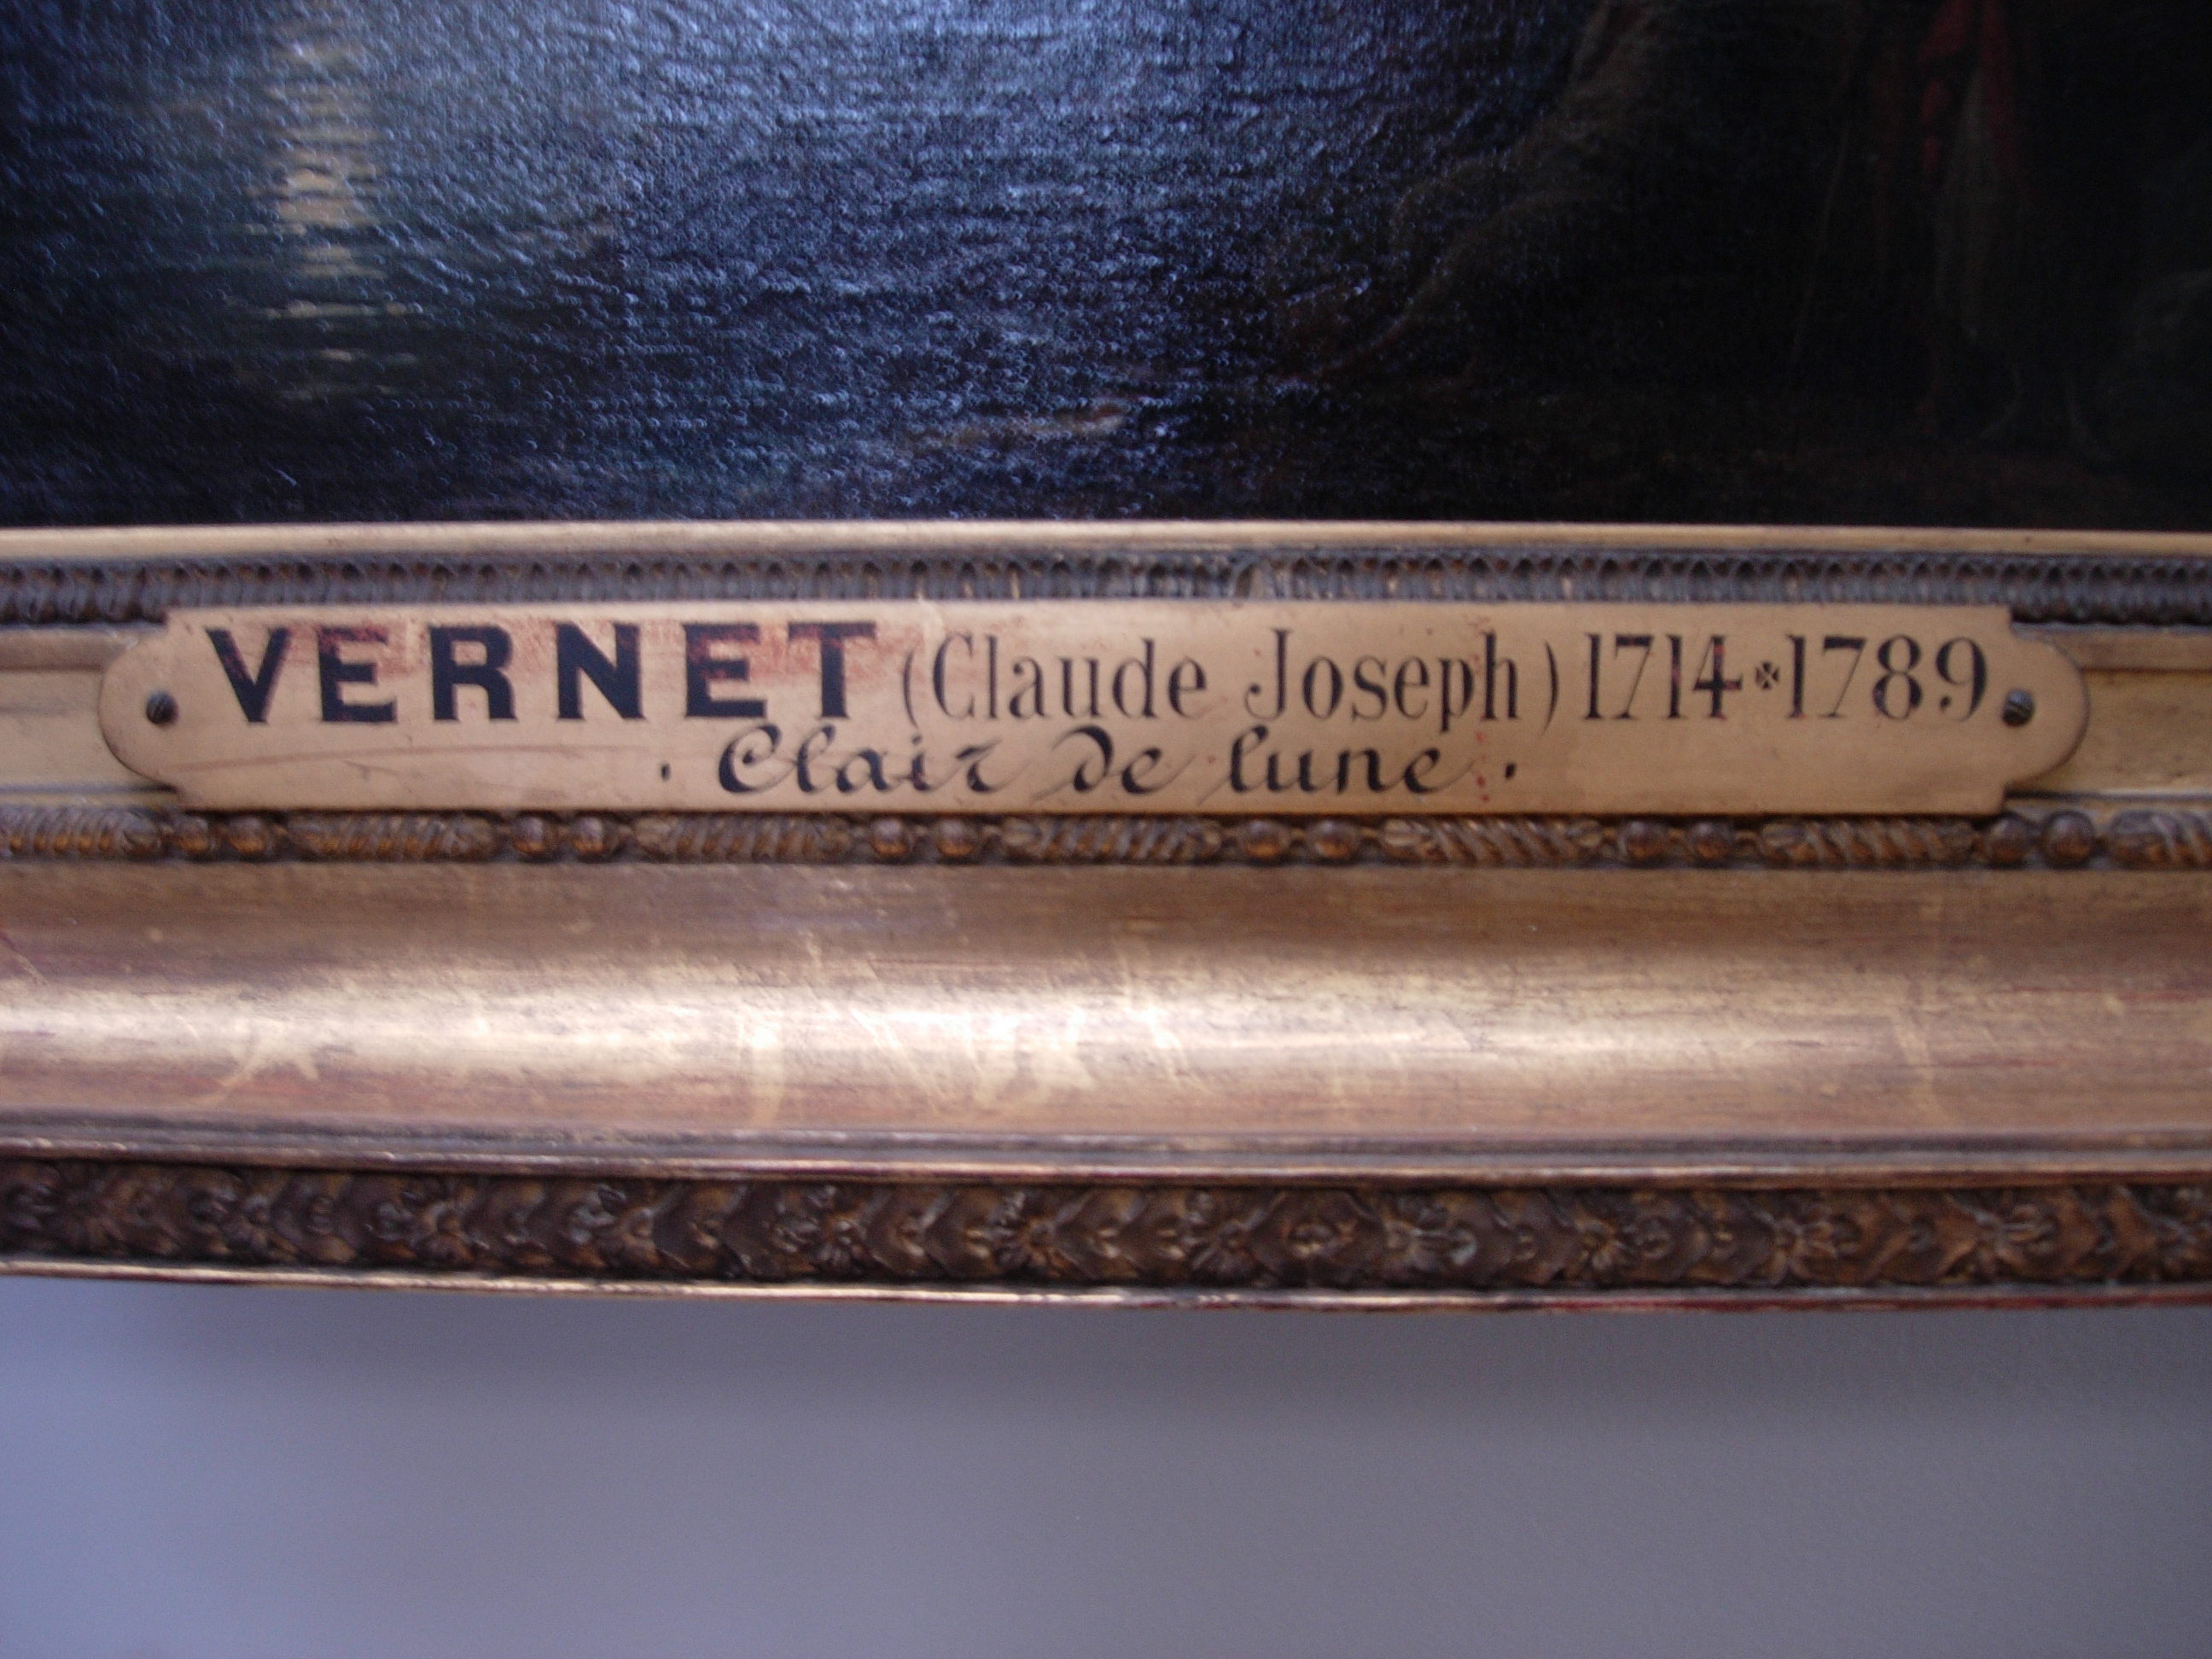 VERNET (Claude Joseph) 1714 ✠ 1789
· Clair de lune ·